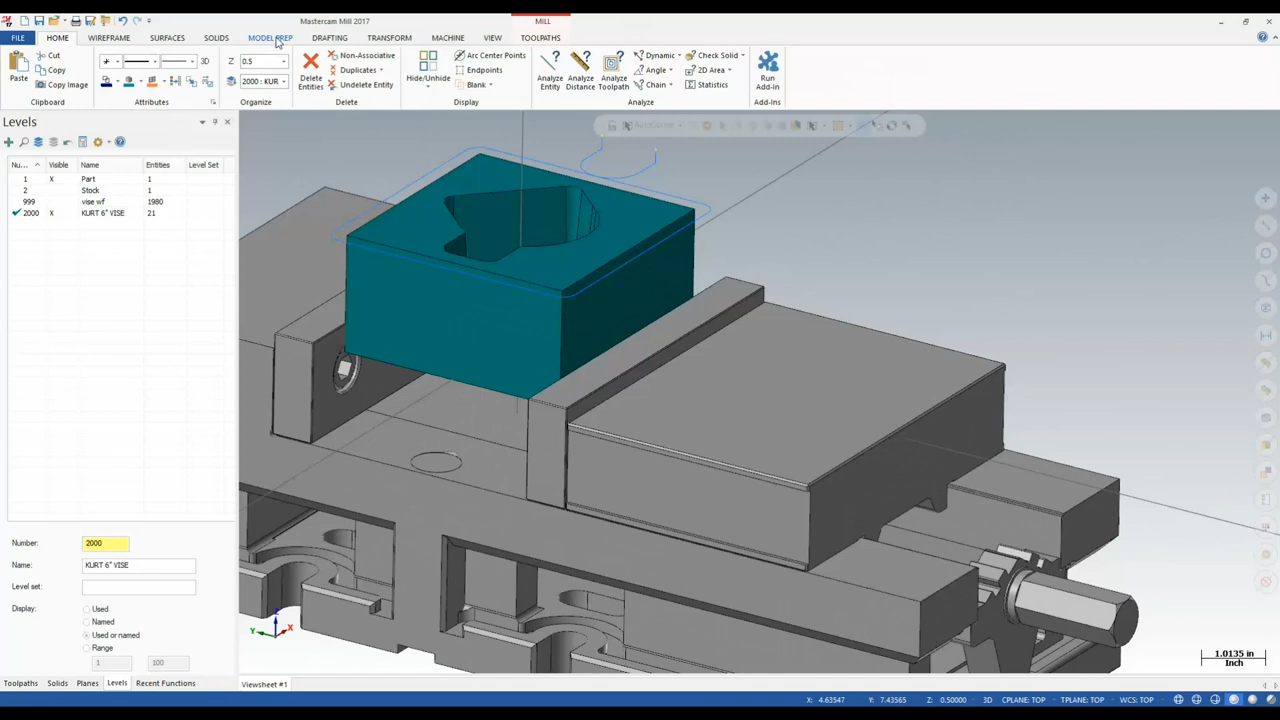 Mastercam Mill 2017
MILL
FILE HOME WIREFRAME SURFACES SOLIDS MODEL PREP DRAFTING TRANSFORM MACHINE VIEW TOOLPATHS
Paste
Cut
Copy
Copy Image
Clipboard
3D
Attributes
Z 0.5
2000 : KUR
Organize
Delete Entities
Non-Associative
Duplicates
Undelete Entity
Delete
Hide/Unhide
Arc Center Points
Endpoints
Blank
Display
Analyze Entity
Analyze Distance
Analyze Toolpath
Dynamic
Angle
Chain
Check Solid
2D Area
Statistics
Analyze
Run Add-In
Add-Ins
Levels
Nu... Visible Name Entities Level Set
1 X Part 1
2 Stock 1
999 vise wf 1980
2000 X KURT 6" VISE 21
Number: 2000
Name: KURT 6" VISE
Level set:
Display: Used
Named
Used or named
Range
1 100
Toolpaths Solids Planes Levels Recent Functions
Viewsheet #1
Z
Y
X
1.0135 in
Inch
X: 4.63547 Y: 7.43565 Z: 0.50000 3D CPLANE: TOP TPLANE: TOP WCS: TOP